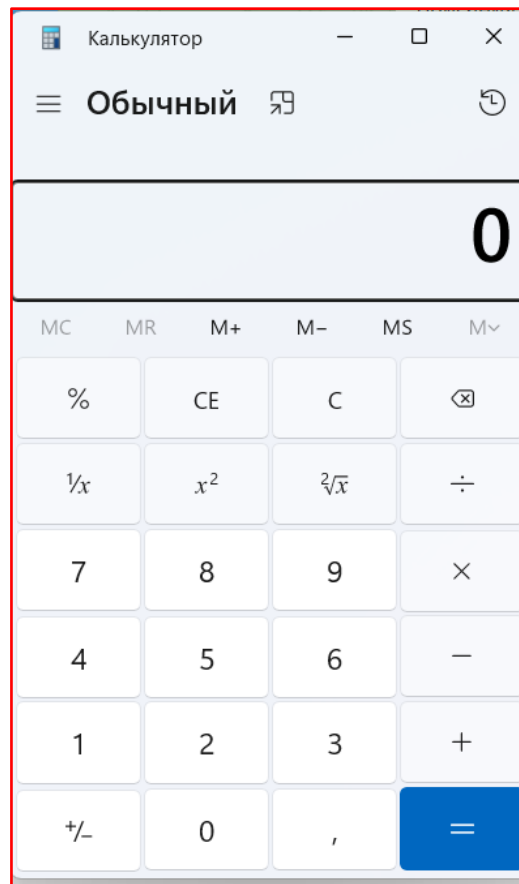 Калькулятор
Обычный
0
MC MR M+ M− MS M
% CE C
¹/x x² ²√x ÷
7 8 9 ×
4 5 6 −
1 2 3 +
+/− 0 , =